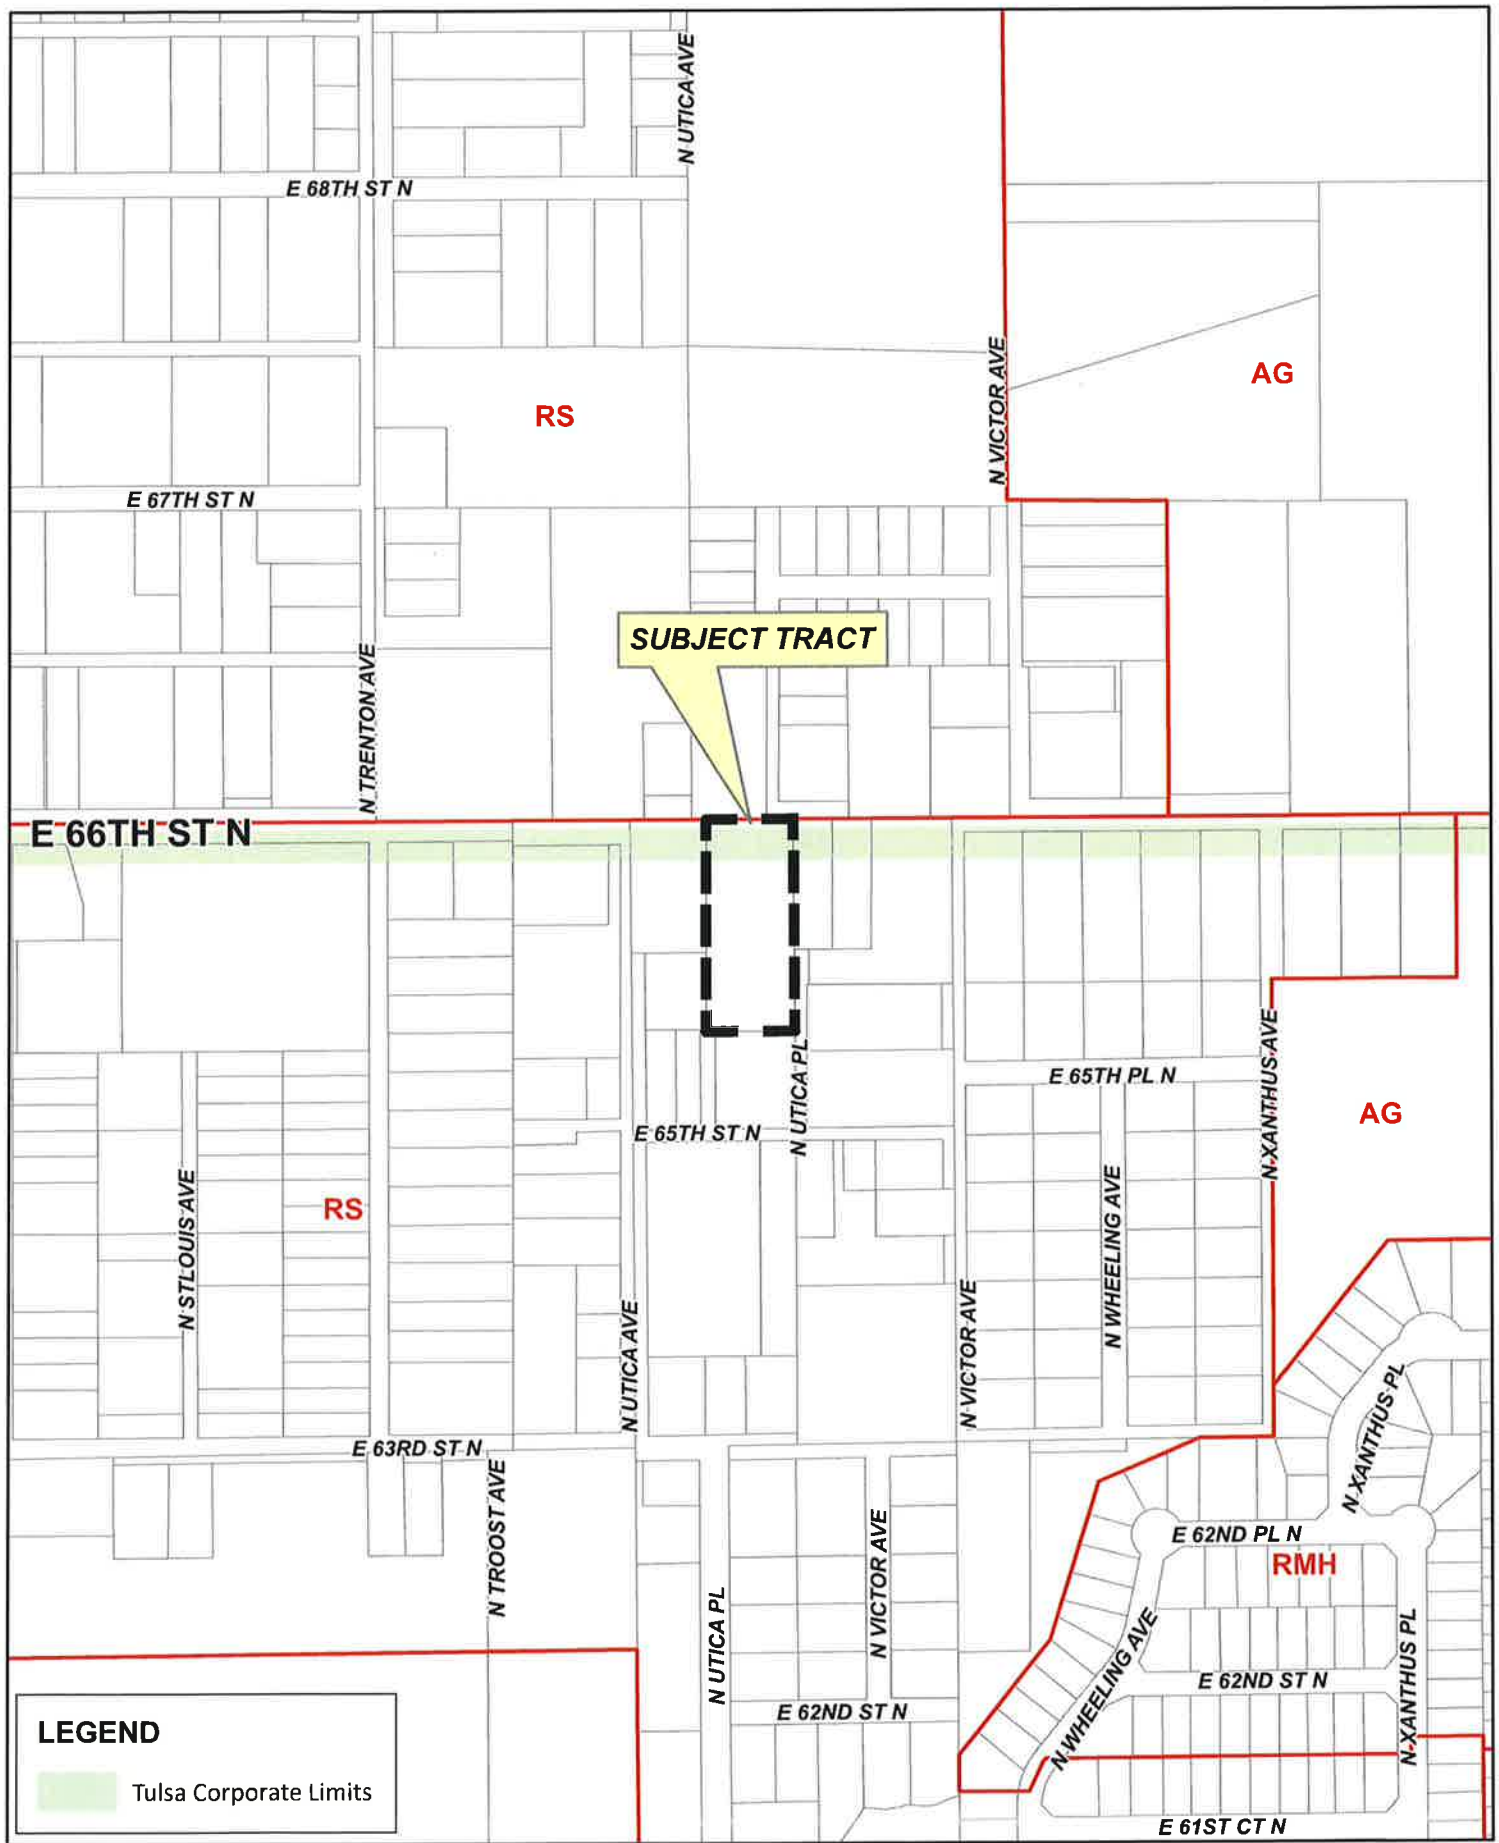 N UTICA AVE
E 68TH ST N
N VICTOR AVE
AG
RS
E 67TH ST N
SUBJECT TRACT
N TRENTON AVE
E 66TH ST N
N XANTHUS AVE
N UTICA PL
E 65TH PL N
AG
E 65TH ST N
N STLOUIS AVE
RS
N WHEELING AVE
N UTICA AVE
N VICTOR AVE
N XANTHUS PL
E 63RD ST N
N TROOST AVE
N VICTOR AVE
E 62ND PL N
RMH
N UTICA PL
N WHEELING AVE
N XANTHUS PL
E 62ND ST N
E 62ND ST N
LEGEND
Tulsa Corporate Limits
E 61ST CT N